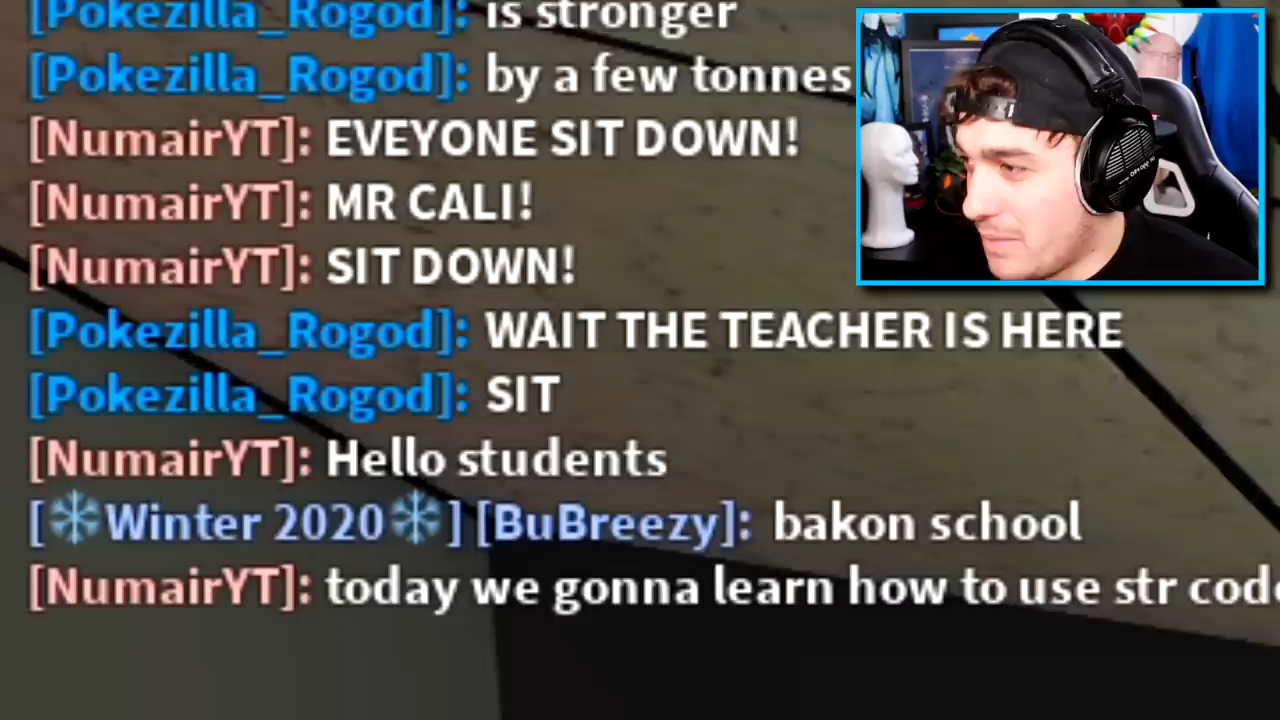 [Pokezilla_Rogod]: is stronger
[Pokezilla_Rogod]: by a few tonnes
[NumairYT]: EVEYONE SIT DOWN!
[NumairYT]: MR CALI!
[NumairYT]: SIT DOWN!
[Pokezilla_Rogod]: WAIT THE TEACHER IS HERE
[Pokezilla_Rogod]: SIT
[NumairYT]: Hello students
[❄Winter 2020❄] [BuBreezy]: bakon school
[NumairYT]: today we gonna learn how to use str code